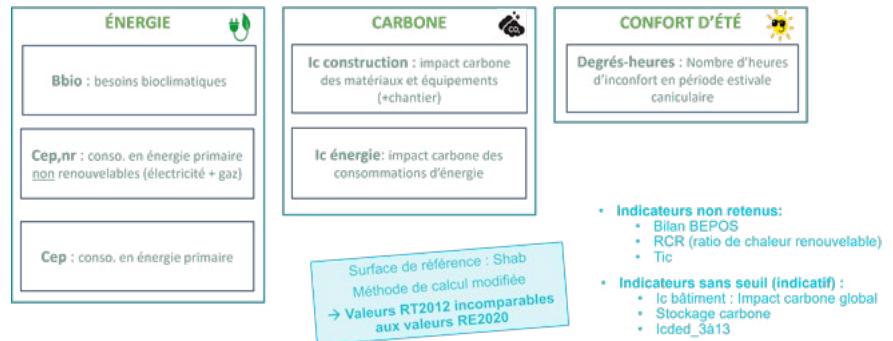 ÉNERGIE
Bbio : besoins bioclimatiques
Cep,nr : conso. en énergie primaire
non renouvelables (électricité + gaz)
Cep : conso. en énergie primaire
CARBONE
CO₂
Ic construction : impact carbone
des matériaux et équipements
(+chantier)
Ic énergie: impact carbone des
consommations d'énergie
CONFORT D'ÉTÉ
Degrés-heures : Nombre d'heures
d'inconfort en période estivale
caniculaire
Surface de référence : Shab
Méthode de calcul modifiée
→ Valeurs RT2012 incomparables
aux valeurs RE2020
• Indicateurs non retenus:
• Bilan BEPOS
• RCR (ratio de chaleur renouvelable)
• Tic
• Indicateurs sans seuil (indicatif) :
• Ic bâtiment : Impact carbone global
• Stockage carbone
• Icded_3à13